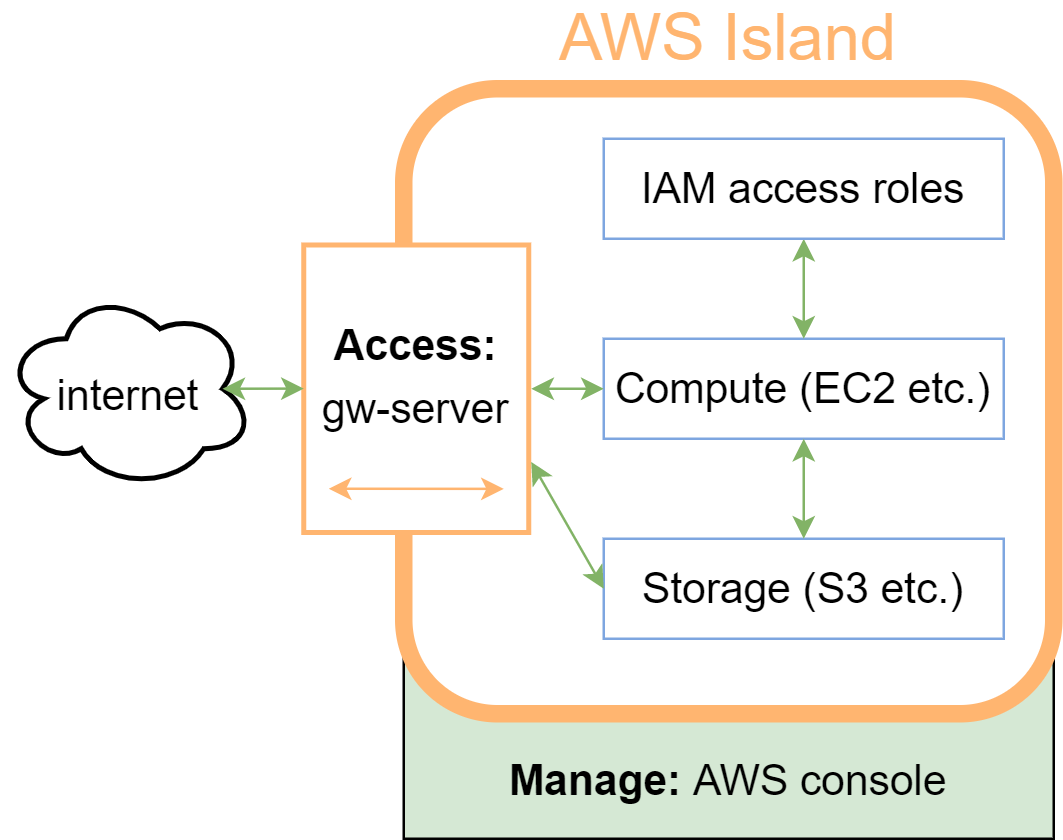 AWS Island
IAM access roles
Access:
gw-server
internet
Compute (EC2 etc.)
Storage (S3 etc.)
Manage: AWS console